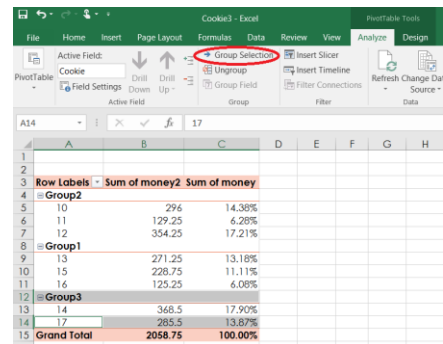 Cookie3 - Excel
PivotTable Tools
File Home Insert Page Layout Formulas Data Review View Analyze Design
Active Field:
Cookie
Field Settings
Drill Down
Drill Up
Active Field
PivotTable
Group Selection
Ungroup
Group Field
Group
Insert Slicer
Insert Timeline
Filter Connections
Filter
Refresh
Change Da
Source
Data
A14 fx 17
A B C D E F G H
1
2
3 Row Labels Sum of money2 Sum of money
4 Group2
5 10 296 14.38%
6 11 129.25 6.28%
7 12 354.25 17.21%
8 Group1
9 13 271.25 13.18%
10 15 228.75 11.11%
11 16 125.25 6.08%
12 Group3
13 14 368.5 17.90%
14 17 285.5 13.87%
15 Grand Total 2058.75 100.00%